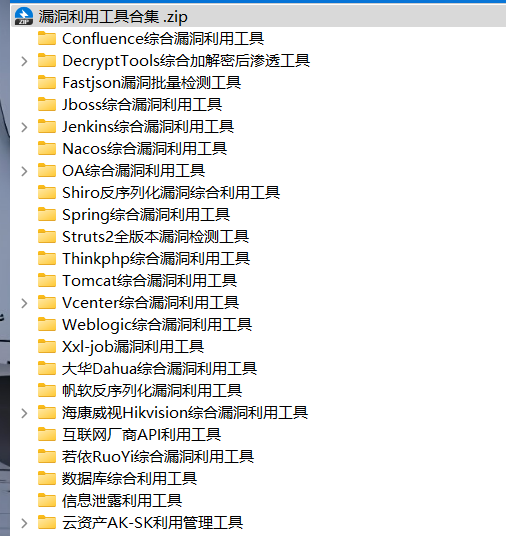 漏洞利用工具合集.zip
Confluence综合漏洞利用工具
DecryptTools综合加解密后渗透工具
Fastjson漏洞批量检测工具
Jboss综合漏洞利用工具
Jenkins综合漏洞利用工具
Nacos综合漏洞利用工具
OA综合漏洞利用工具
Shiro反序列化漏洞综合利用工具
Spring综合漏洞利用工具
Struts2全版本漏洞检测工具
Thinkphp综合漏洞利用工具
Tomcat综合漏洞利用工具
Vcenter综合漏洞利用工具
Weblogic综合漏洞利用工具
Xxl-job漏洞利用工具
大华Dahua综合漏洞利用工具
帆软反序列化漏洞利用工具
海康威视Hikvision综合漏洞利用工具
互联网厂商API利用工具
若依RuoYi综合漏洞利用工具
数据库综合利用工具
信息泄露利用工具
云资产AK-SK利用管理工具